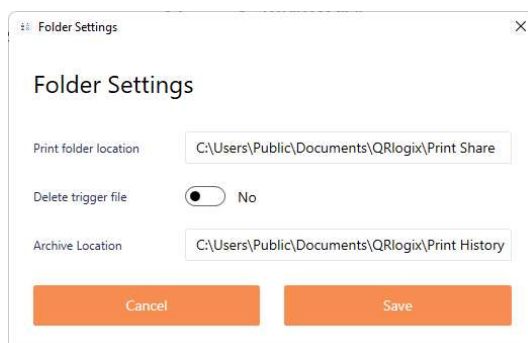 Folder Settings
Folder Settings
Print folder location C:\Users\Public\Documents\QRlogix\Print Share
Delete trigger file No
Archive Location C:\Users\Public\Documents\QRlogix\Print History
Cancel Save